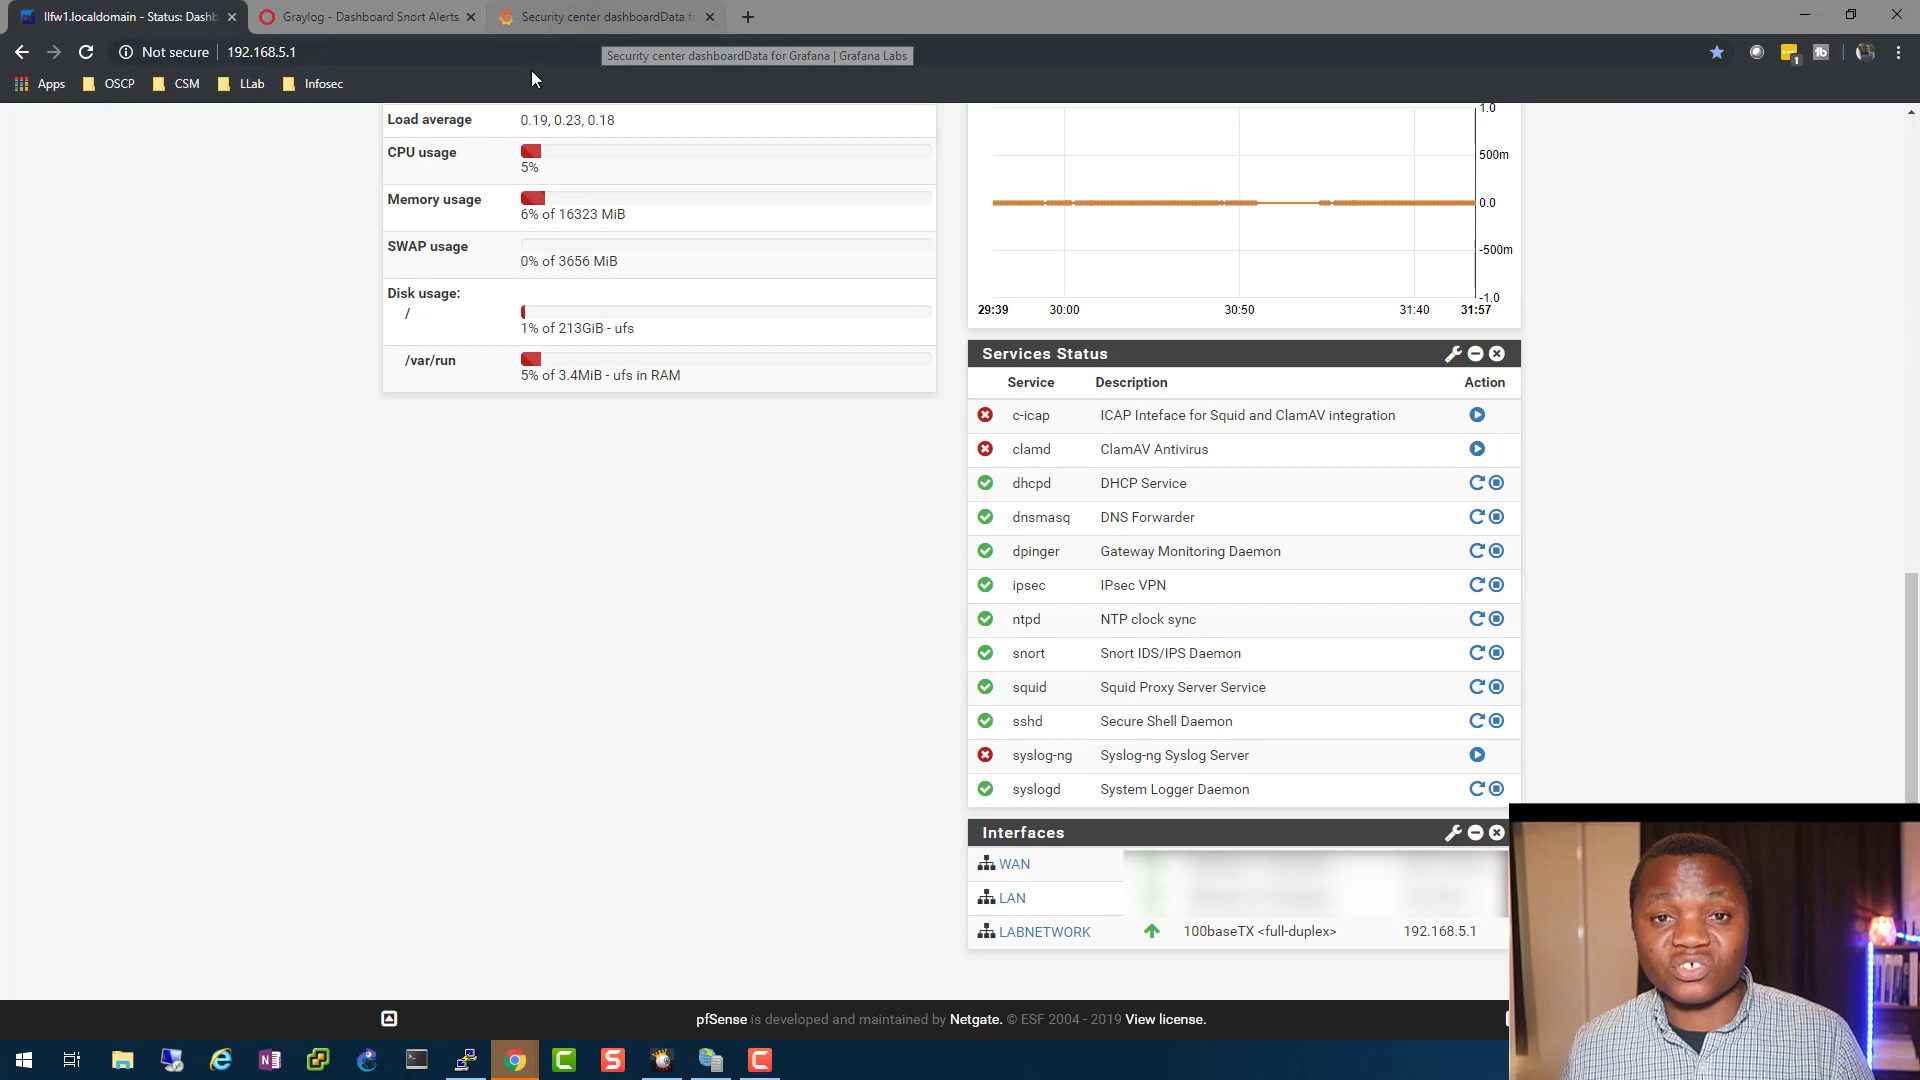 llfw1.localdomain - Status: Dashb
Graylog - Dashboard Snort Alerts
Security center dashboardData f
Not secure
192.168.5.1
Security center dashboardData for Grafana | Grafana Labs
1
Apps
OSCP
CSM
LLab
Infosec
Load average
0.19, 0.23, 0.18
CPU usage
5%
Memory usage
6% of 16323 MiB
SWAP usage
0% of 3656 MiB
Disk usage:
/
1% of 213GiB - ufs
/var/run
5% of 3.4MiB - ufs in RAM
1.0
500m
0.0
-500m
-1.0
29:39
30:00
30:50
31:40
31:57
Services Status
Service Description Action
c-icap ICAP Inteface for Squid and ClamAV integration
clamd ClamAV Antivirus
dhcpd DHCP Service
dnsmasq DNS Forwarder
dpinger Gateway Monitoring Daemon
ipsec IPsec VPN
ntpd NTP clock sync
snort Snort IDS/IPS Daemon
squid Squid Proxy Server Service
sshd Secure Shell Daemon
syslog-ng Syslog-ng Syslog Server
syslogd System Logger Daemon
Interfaces
WAN
LAN
LABNETWORK 100baseTX <full-duplex> 192.168.5.1
pfSense is developed and maintained by Netgate. © ESF 2004 - 2019 View license.